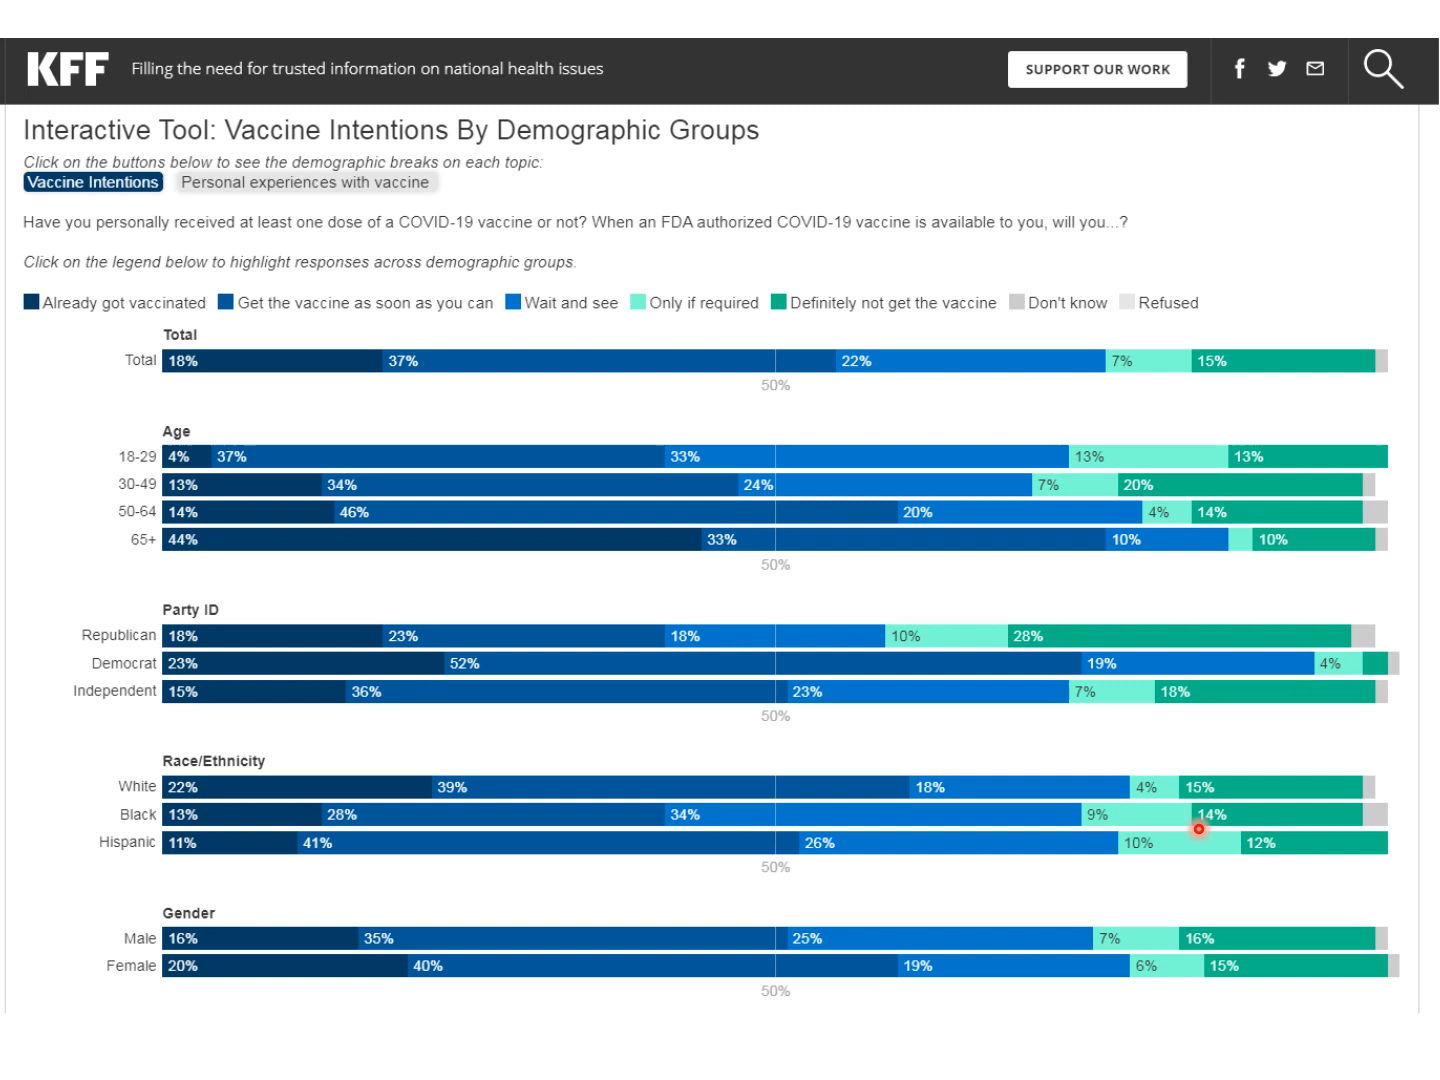 KFF Filling the need for trusted information on national health issues SUPPORT OUR WORK
Interactive Tool: Vaccine Intentions By Demographic Groups
Click on the buttons below to see the demographic breaks on each topic:
Vaccine Intentions Personal experiences with vaccine
Have you personally received at least one dose of a COVID-19 vaccine or not? When an FDA authorized COVID-19 vaccine is available to you, will you...?
Click on the legend below to highlight responses across demographic groups.
Already got vaccinated Get the vaccine as soon as you can Wait and see Only if required Definitely not get the vaccine Don't know Refused
Total
Total 18% 37% 22% 7% 15%
50%
Age
18-29 4% 37% 33% 13% 13%
30-49 13% 34% 24% 7% 20%
50-64 14% 46% 20% 4% 14%
65+ 44% 33% 10% 10%
50%
Party ID
Republican 18% 23% 18% 10% 28%
Democrat 23% 52% 19% 4%
Independent 15% 36% 23% 7% 18%
50%
Race/Ethnicity
White 22% 39% 18% 4% 15%
Black 13% 28% 34% 9% 14%
Hispanic 11% 41% 26% 10% 12%
50%
Gender
Male 16% 35% 25% 7% 16%
Female 20% 40% 19% 6% 15%
50%